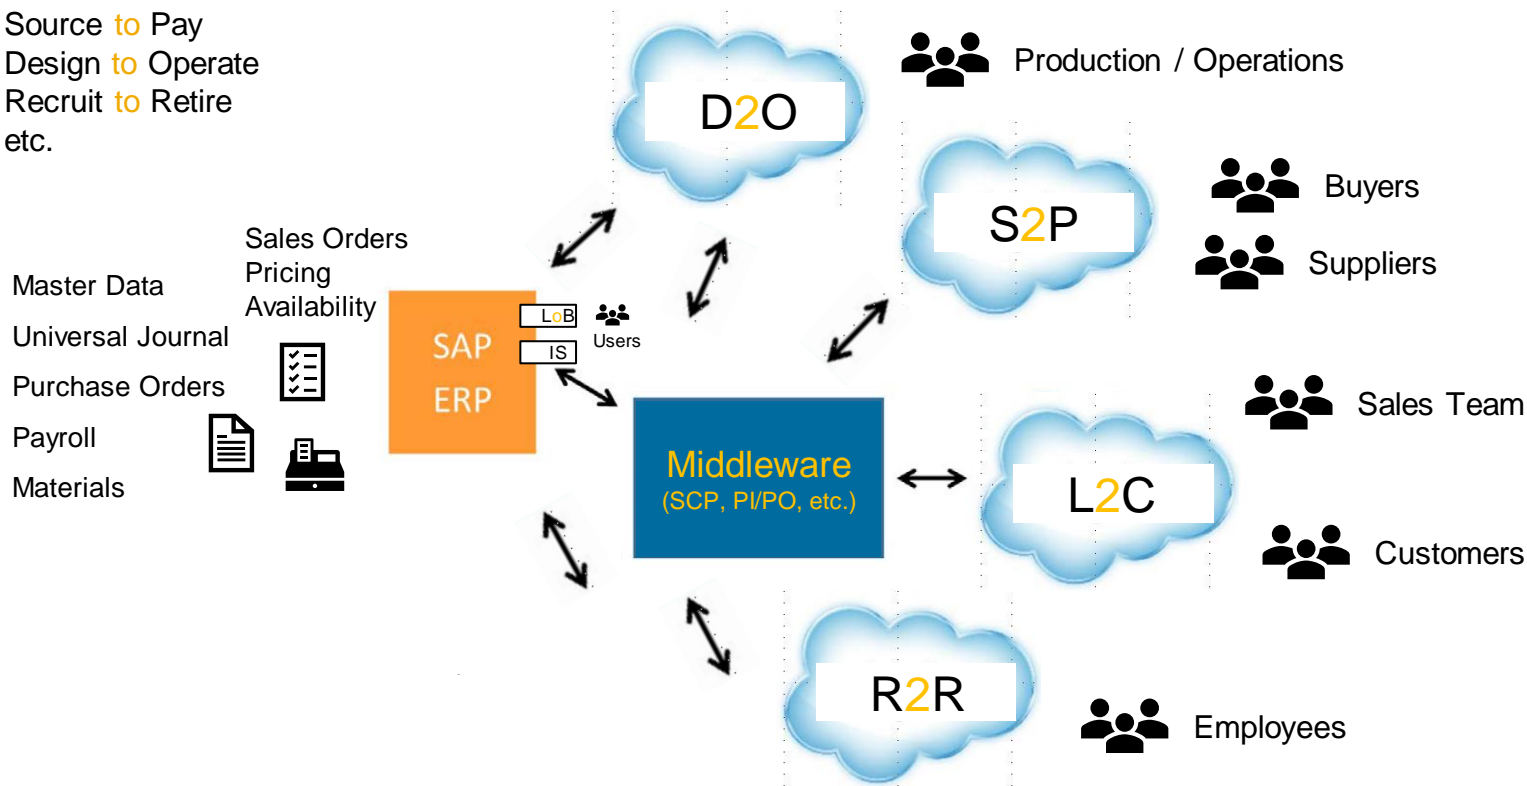 Source to Pay
Design to Operate
Recruit to Retire
etc.
D2O
Production / Operations
S2P
Buyers
Suppliers
Sales Orders
Pricing
Availability
Master Data
Universal Journal
Purchase Orders
Payroll
Materials
SAP
ERP
LoB
IS
Users
Middleware
(SCP, PI/PO, etc.)
Sales Team
L2C
Customers
R2R
Employees